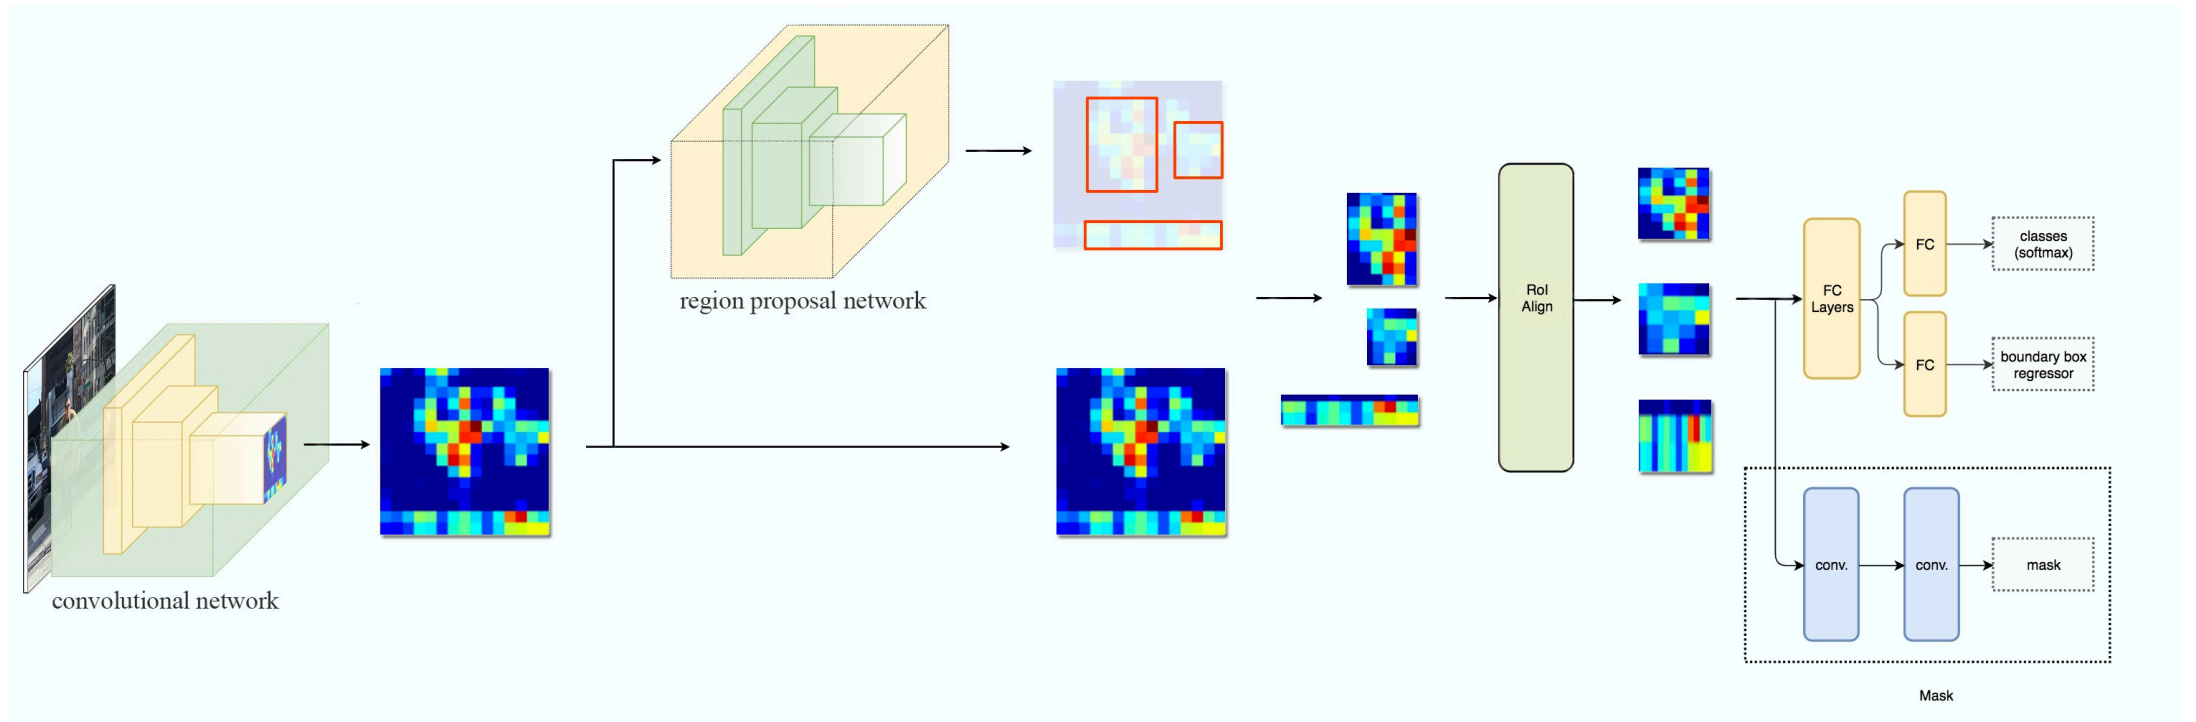 region proposal network
convolutional network
RoI
Align
FC
Layers
FC
classes
(softmax)
FC
boundary box
regressor
conv.
conv.
mask
Mask